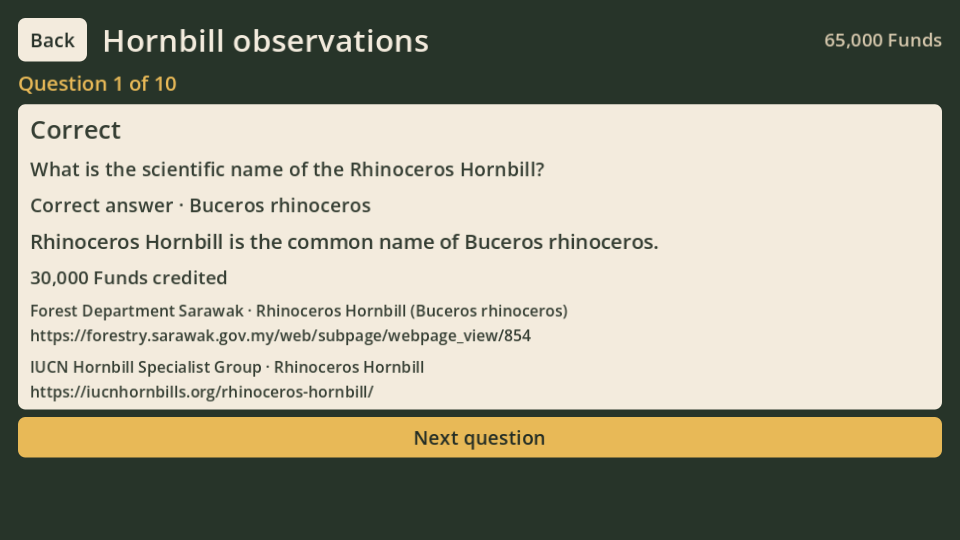 Back
Hornbill observations
65,000 Funds
Question 1 of 10
Correct
What is the scientific name of the Rhinoceros Hornbill?
Correct answer · Buceros rhinoceros
Rhinoceros Hornbill is the common name of Buceros rhinoceros.
30,000 Funds credited
Forest Department Sarawak · Rhinoceros Hornbill (Buceros rhinoceros)
https://forestry.sarawak.gov.my/web/subpage/webpage_view/854
IUCN Hornbill Specialist Group · Rhinoceros Hornbill
https://iucnhornbills.org/rhinoceros-hornbill/
Next question